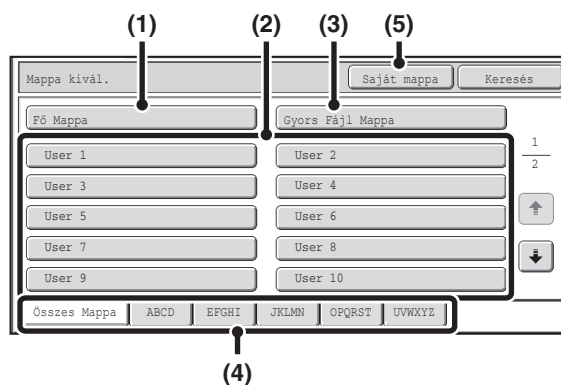 (1) (2) (3) (5)
Mappa kivál. Saját mappa Keresés
Fő Mappa Gyors Fájl Mappa
User 1 User 2
User 3 User 4
User 5 User 6
User 7 User 8
User 9 User 10
1
2
Összes Mappa ABCD EFGHI JKLMN OPQRST UVWXYZ
(4)